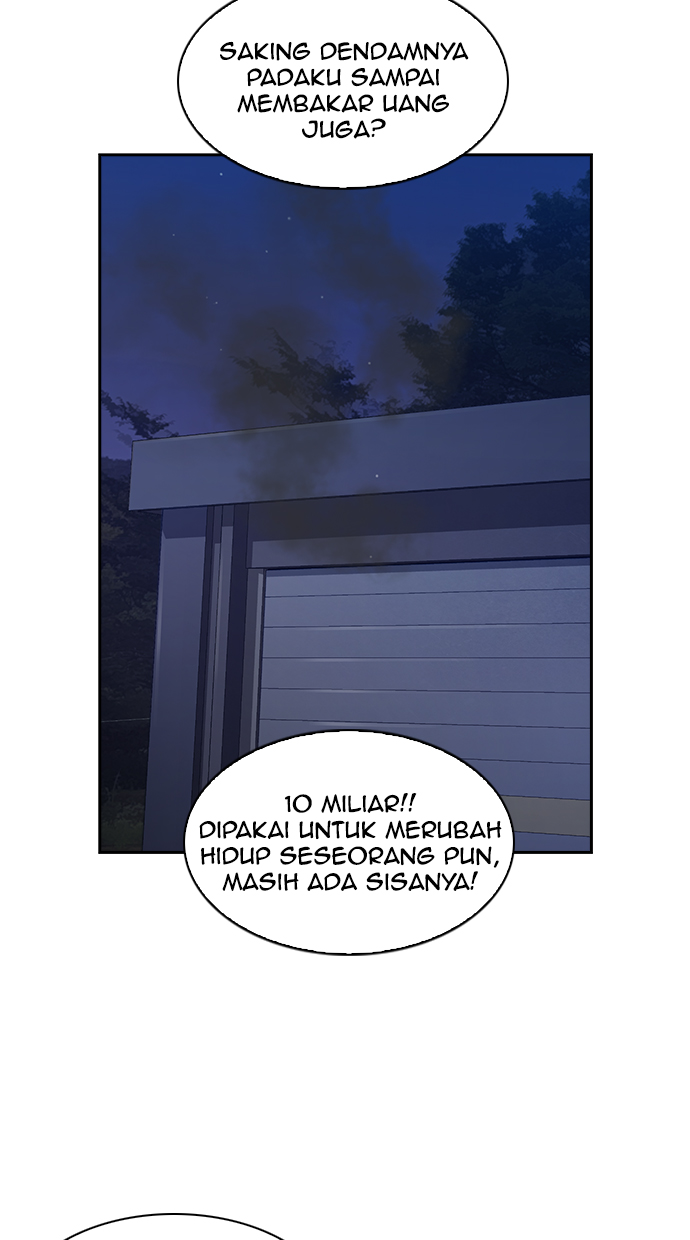 SAKING DENDAMNYA
PADAKU SAMPAI
MEMBAKAR UANG
JUGA?
10 MILIAR!!
DIPAKAI UNTUK MERUBAH
HIDUP SESEORANG PUN,
MASIH ADA SISANYA!